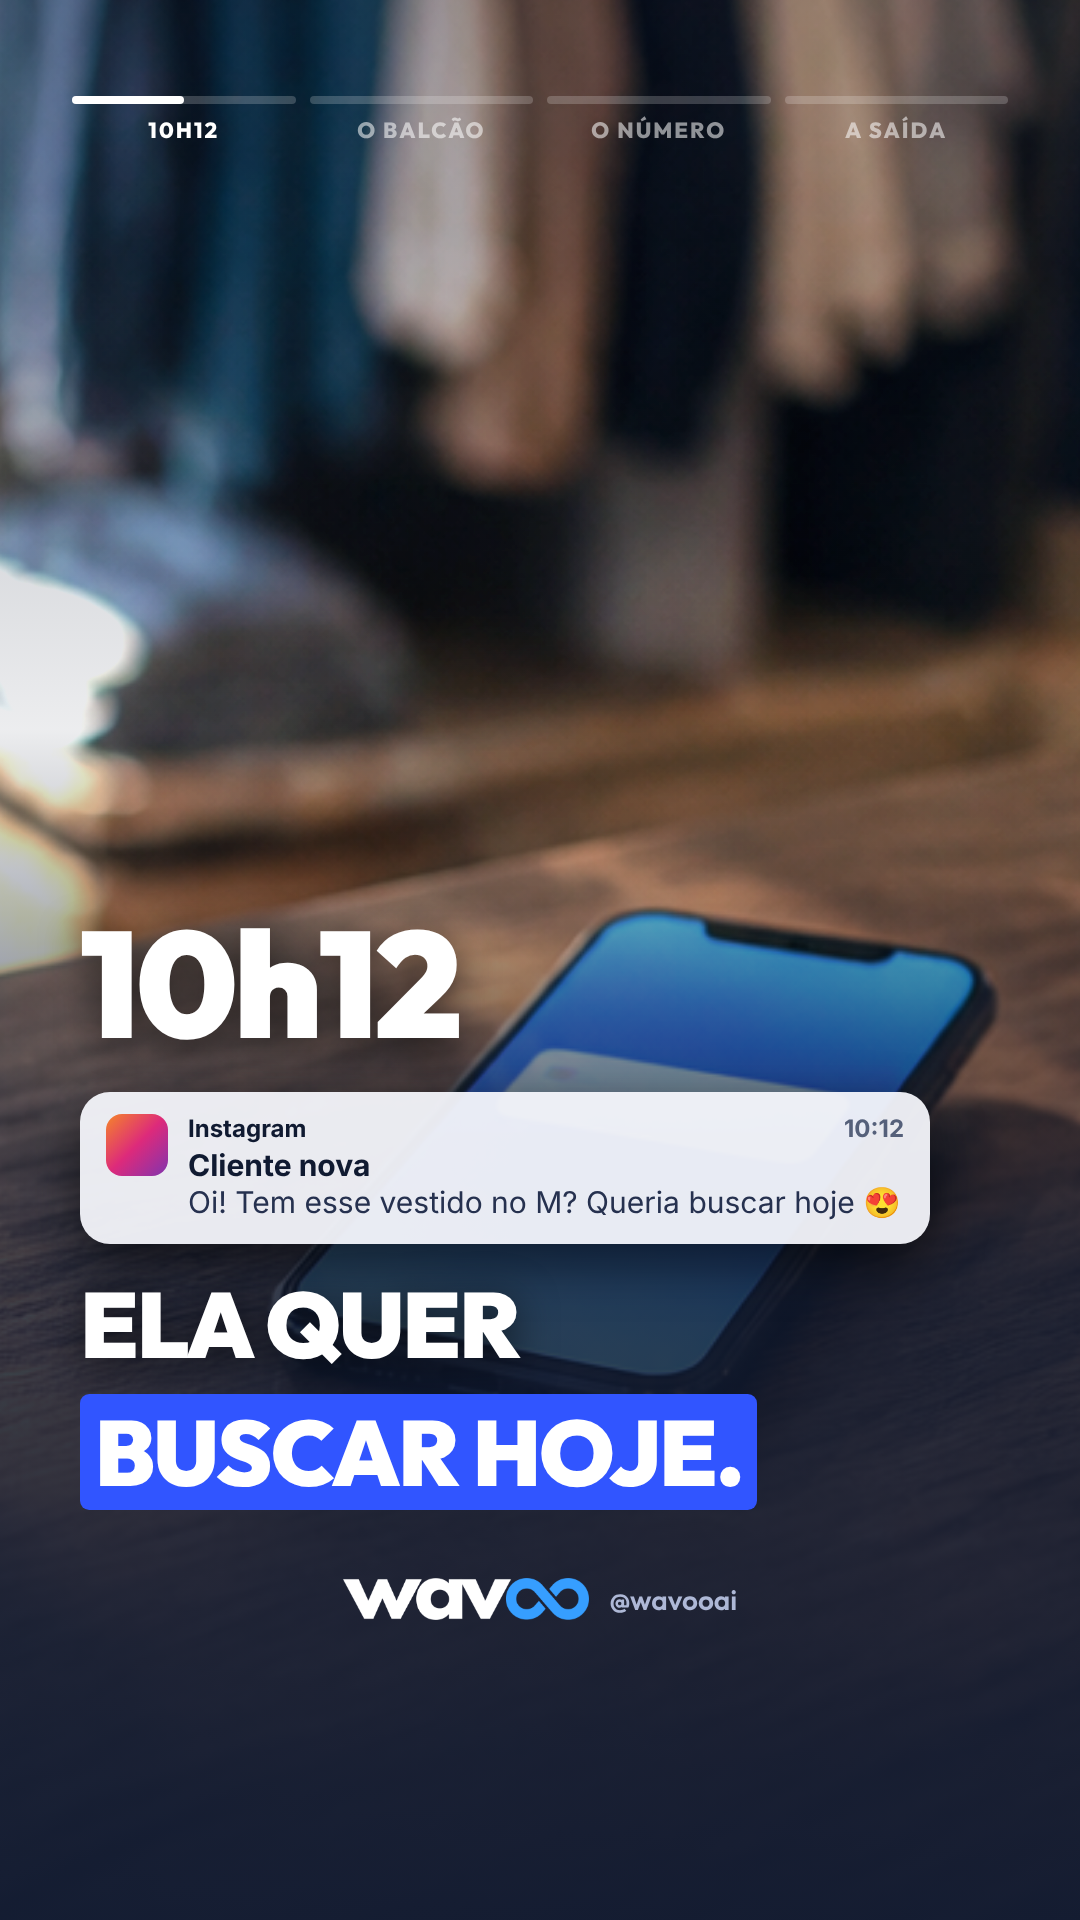 10H12
O BALCÃO
O NÚMERO
A SAÍDA
10h12
Instagram 10:12
Cliente nova
Oi! Tem esse vestido no M? Queria buscar hoje 😍
ELA QUER
BUSCAR HOJE.
wavoo @wavooai